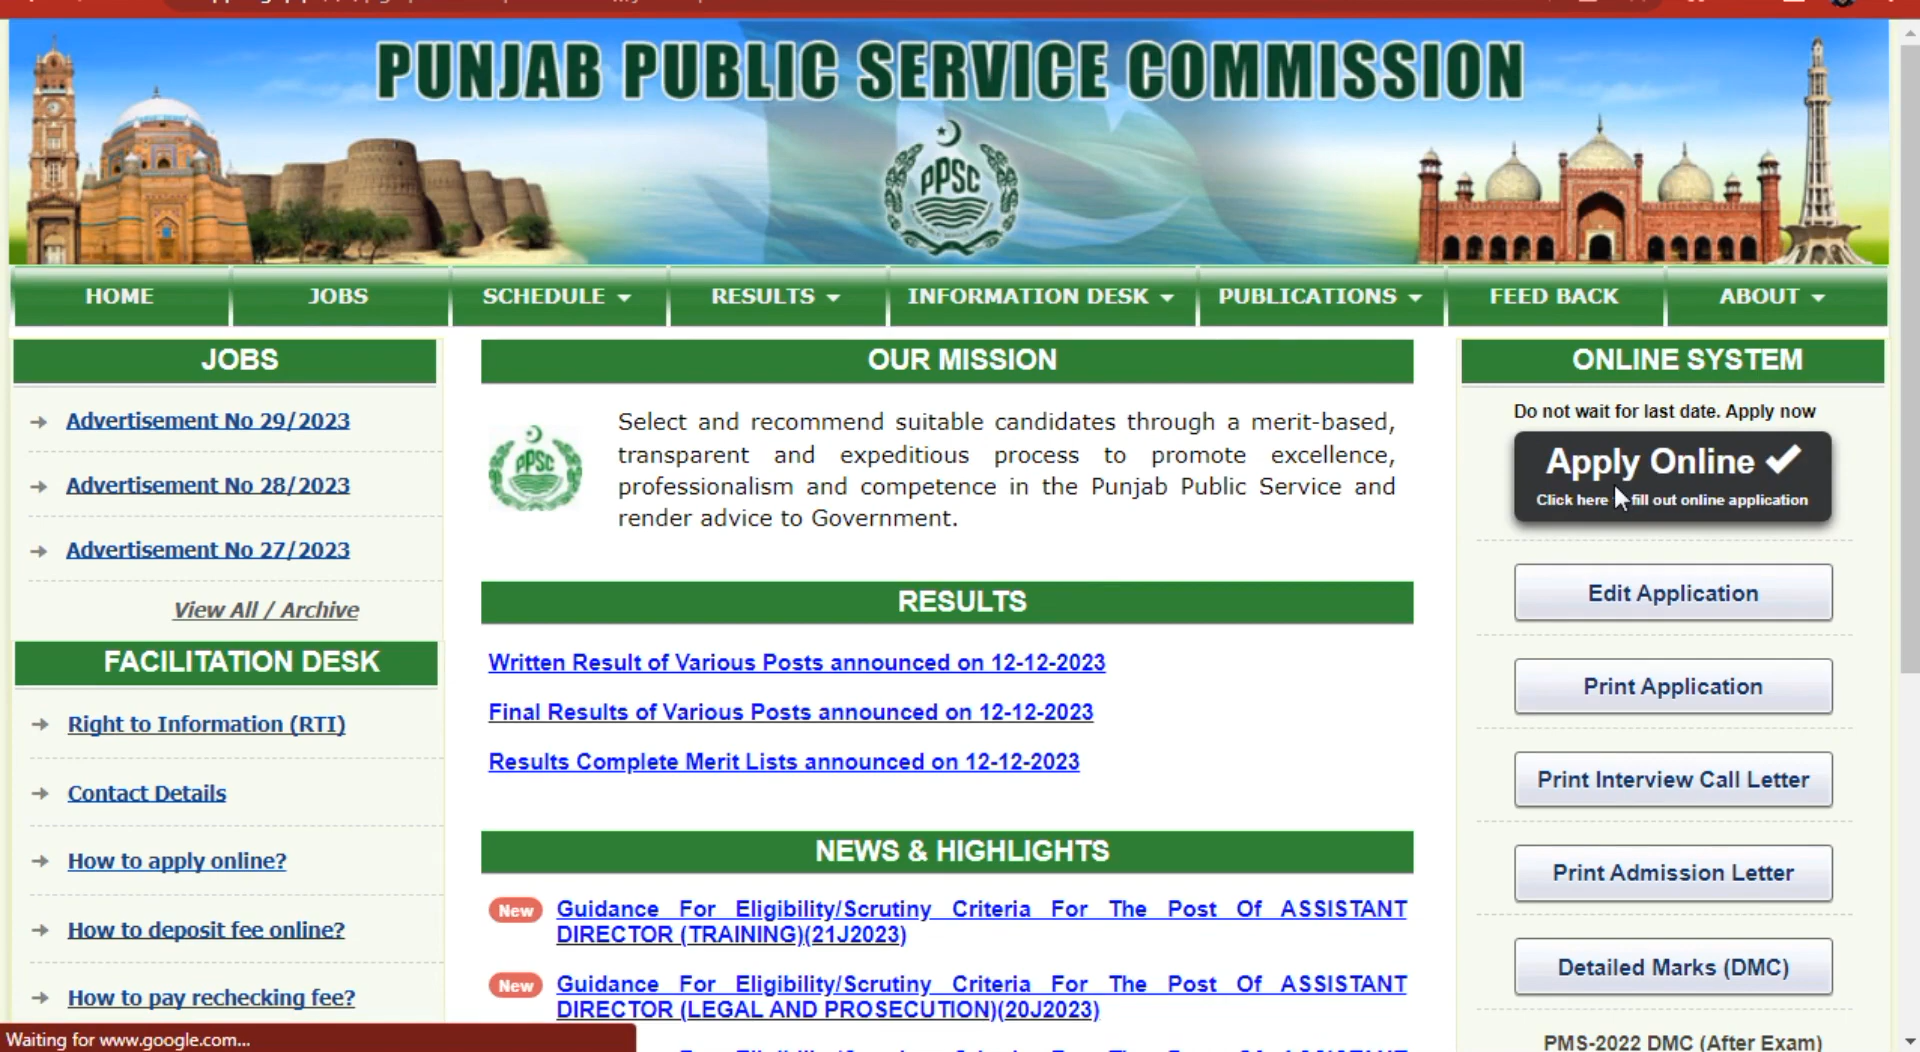 PUNJAB PUBLIC SERVICE COMMISSION
PPSC
HOME
JOBS
SCHEDULE
RESULTS
INFORMATION DESK
PUBLICATIONS
FEED BACK
ABOUT
JOBS
Advertisement No 29/2023
Advertisement No 28/2023
Advertisement No 27/2023
View All / Archive
FACILITATION DESK
Right to Information (RTI)
Contact Details
How to apply online?
How to deposit fee online?
How to pay rechecking fee?
OUR MISSION
PPSC
Select and recommend suitable candidates through a merit-based,
transparent and expeditious process to promote excellence,
professionalism and competence in the Punjab Public Service and
render advice to Government.
RESULTS
Written Result of Various Posts announced on 12-12-2023
Final Results of Various Posts announced on 12-12-2023
Results Complete Merit Lists announced on 12-12-2023
NEWS & HIGHLIGHTS
New Guidance For Eligibility/Scrutiny Criteria For The Post Of ASSISTANT
DIRECTOR (TRAINING)(21J2023)
New Guidance For Eligibility/Scrutiny Criteria For The Post Of ASSISTANT
DIRECTOR (LEGAL AND PROSECUTION)(20J2023)
ONLINE SYSTEM
Do not wait for last date. Apply now
Apply Online
Click here fill out online application
Edit Application
Print Application
Print Interview Call Letter
Print Admission Letter
Detailed Marks (DMC)
PMS-2022 DMC (After Exam)
Waiting for www.google.com...